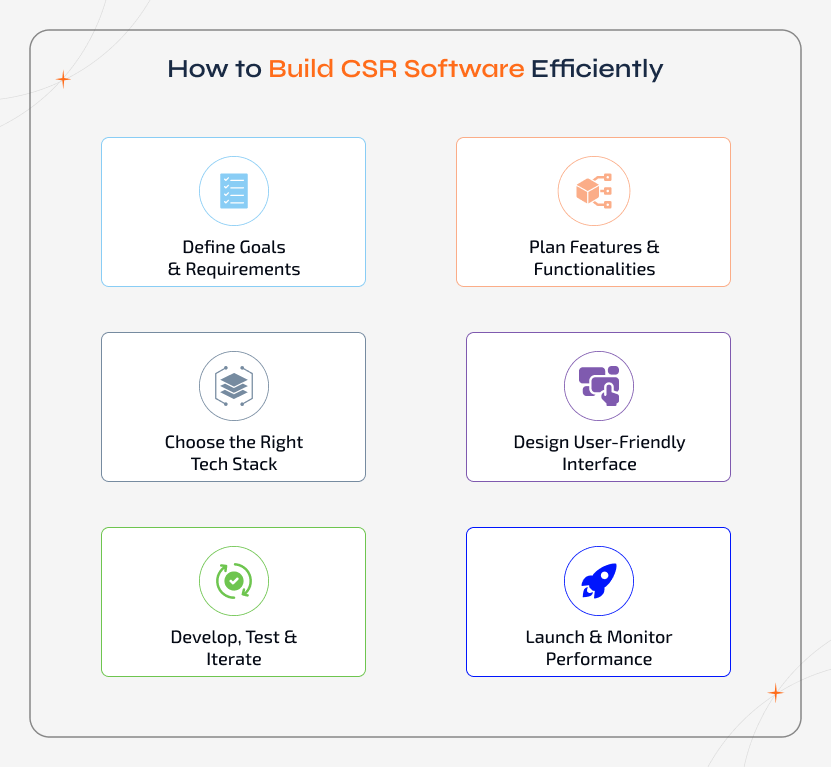 How to Build CSR Software Efficiently
Define Goals
& Requirements
Plan Features &
Functionalities
Choose the Right
Tech Stack
Design User-Friendly
Interface
Develop, Test &
Iterate
Launch & Monitor
Performance